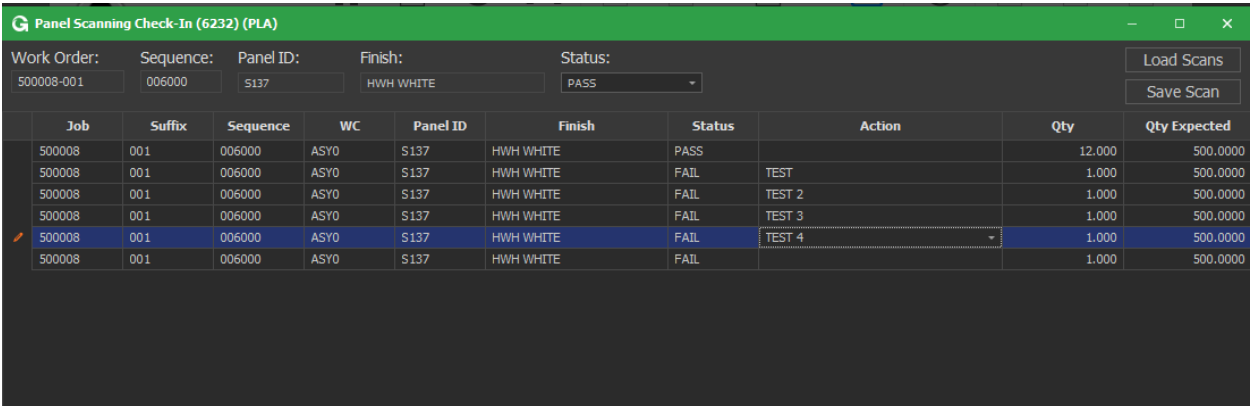 G Panel Scanning Check-In (6232) (PLA)
Work Order: Sequence: Panel ID: Finish: Status: Load Scans
500008-001 006000 S137 HWH WHITE PASS Save Scan
Job Suffix Sequence WC Panel ID Finish Status Action Qty Qty Expected
500008 001 006000 ASY0 S137 HWH WHITE PASS 12.000 500.0000
500008 001 006000 ASY0 S137 HWH WHITE FAIL TEST 1.000 500.0000
500008 001 006000 ASY0 S137 HWH WHITE FAIL TEST 2 1.000 500.0000
500008 001 006000 ASY0 S137 HWH WHITE FAIL TEST 3 1.000 500.0000
500008 001 006000 ASY0 S137 HWH WHITE FAIL TEST 4 1.000 500.0000
500008 001 006000 ASY0 S137 HWH WHITE FAIL 1.000 500.0000